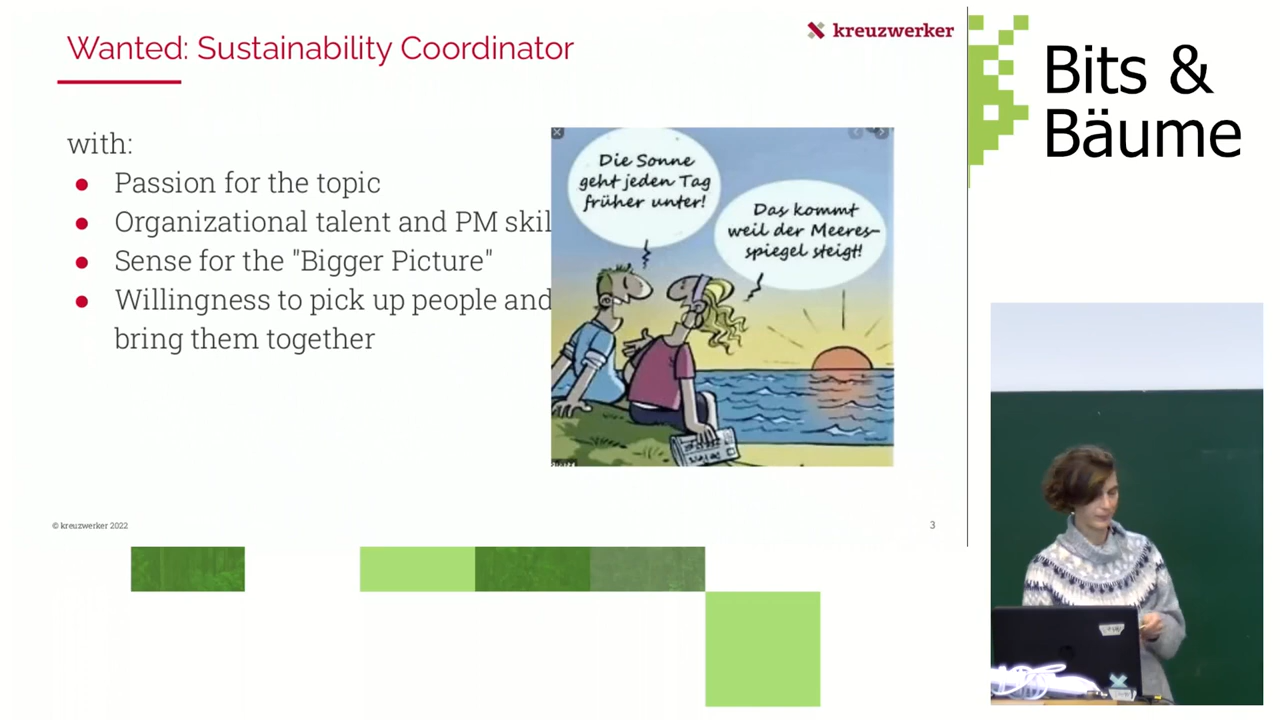 Wanted: Sustainability Coordinator
kreuzwerker
with:
Passion for the topic
Organizational talent and PM skil
Sense for the "Bigger Picture"
Willingness to pick up people and
bring them together
Die Sonne
geht jeden Tag
früher unter!
Das kommt
weil der Meeres-
spiegel steigt!
© kreuzwerker 2022
3
Bits &
Bäume